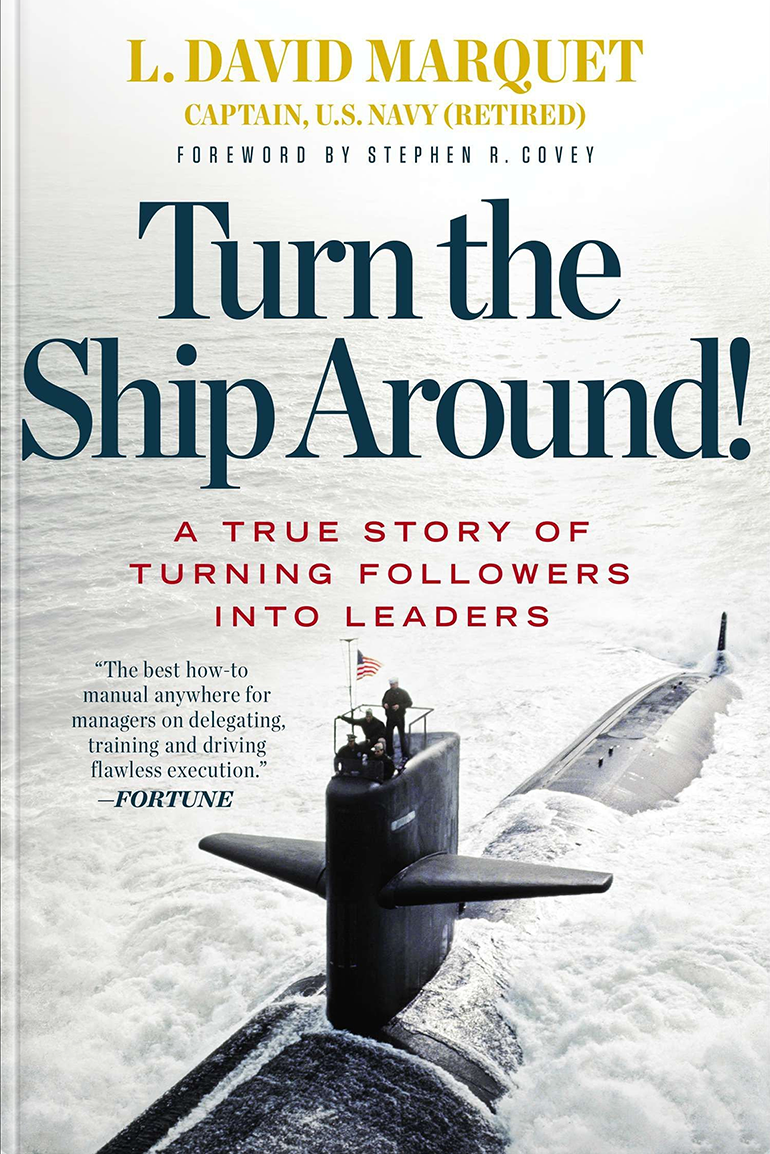 L. DAVID MARQUET
CAPTAIN, U.S. NAVY (RETIRED)
FOREWORD BY STEPHEN R. COVEY
Turn the
Ship Around!
A TRUE STORY OF
TURNING FOLLOWERS
INTO LEADERS
“The best how-to
manual anywhere for
managers on delegating,
training and driving
flawless execution.”
—FORTUNE